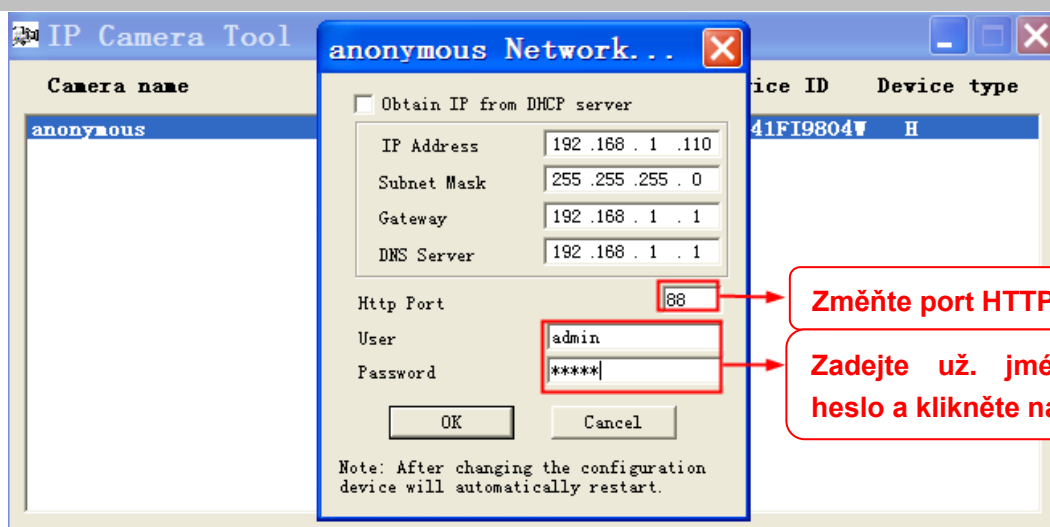 IP Camera Tool
anonymous Network...
Camera name
ice ID Device type
anonymous
41FI9804W H
Obtain IP from DHCP server
IP Address 192 .168 . 1 .110
Subnet Mask 255 .255 .255 . 0
Gateway 192 .168 . 1 . 1
DNS Server 192 .168 . 1 . 1
Http Port 88
User admin
Password *****
OK Cancel
Note: After changing the configuration
device will automatically restart.
Změňte port HTTP
Zadejte už. jmé
heslo a klikněte na